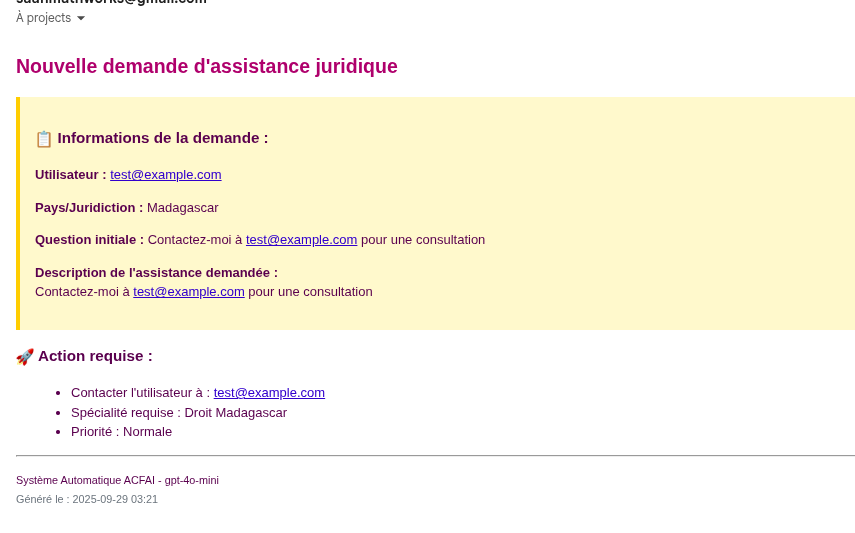 À projects
Nouvelle demande d'assistance juridique
📋 Informations de la demande :
Utilisateur : test@example.com
Pays/Juridiction : Madagascar
Question initiale : Contactez-moi à test@example.com pour une consultation
Description de l'assistance demandée :
Contactez-moi à test@example.com pour une consultation
🚀 Action requise :
• Contacter l'utilisateur à : test@example.com
• Spécialité requise : Droit Madagascar
• Priorité : Normale
Système Automatique ACFAI - gpt-4o-mini
Généré le : 2025-09-29 03:21